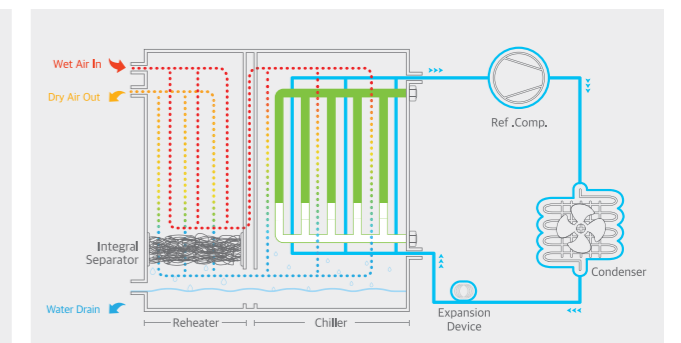 Wet Air In
Dry Air Out
Ref .Comp.
Integral
Separator
Condenser
Water Drain
Expansion
Device
Reheater
Chiller